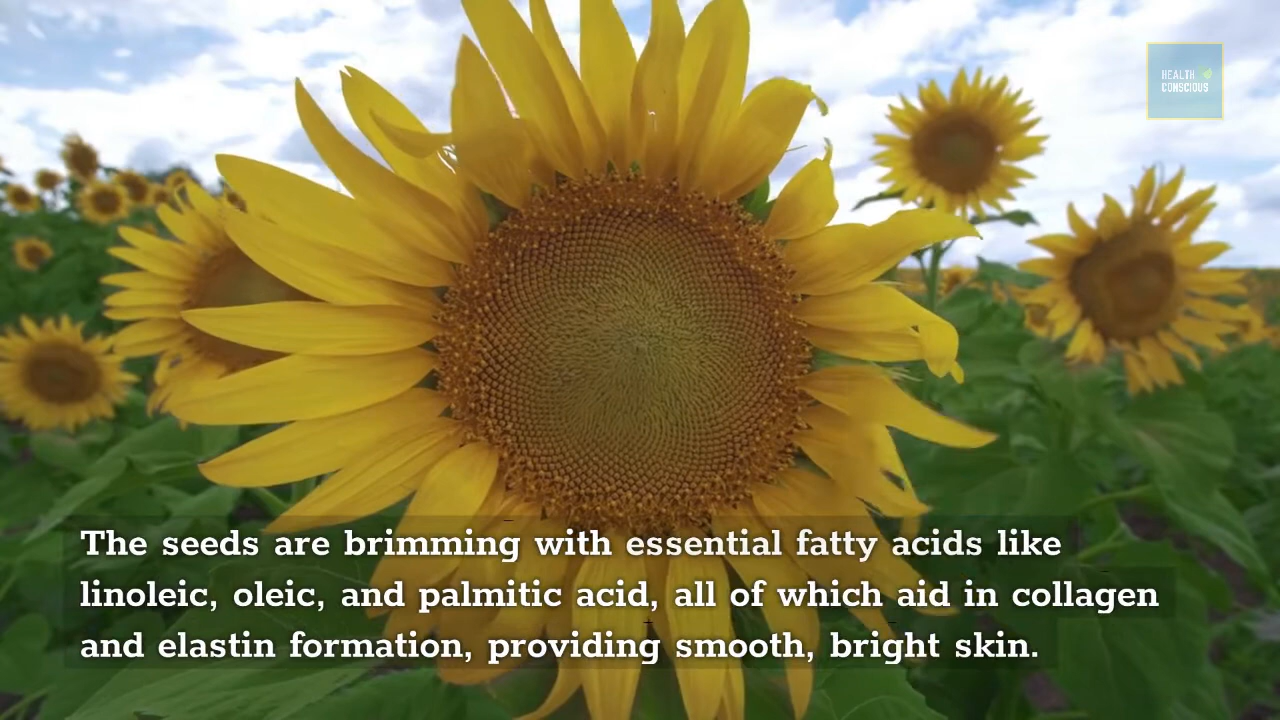 HEALTH
CONSCIOUS
The seeds are brimming with essential fatty acids like
linoleic, oleic, and palmitic acid, all of which aid in collagen
and elastin formation, providing smooth, bright skin.